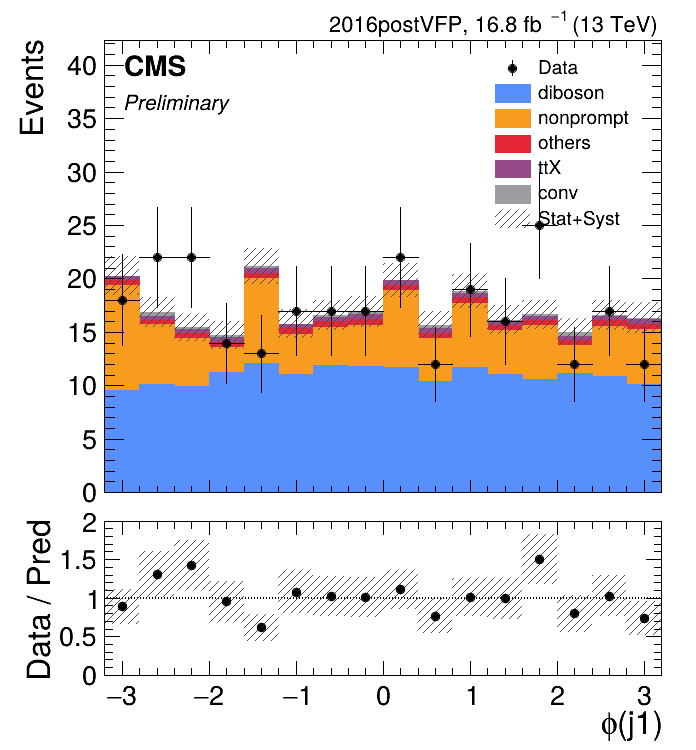 2016postVFP, 16.8 fb⁻¹ (13 TeV)
Events
CMS
Preliminary
Data
diboson
nonprompt
others
ttX
conv
Stat+Syst
40
35
30
25
20
15
10
5
0
Data / Pred
2
1.5
1
0.5
0
−3 −2 −1 0 1 2 3
ϕ(j1)